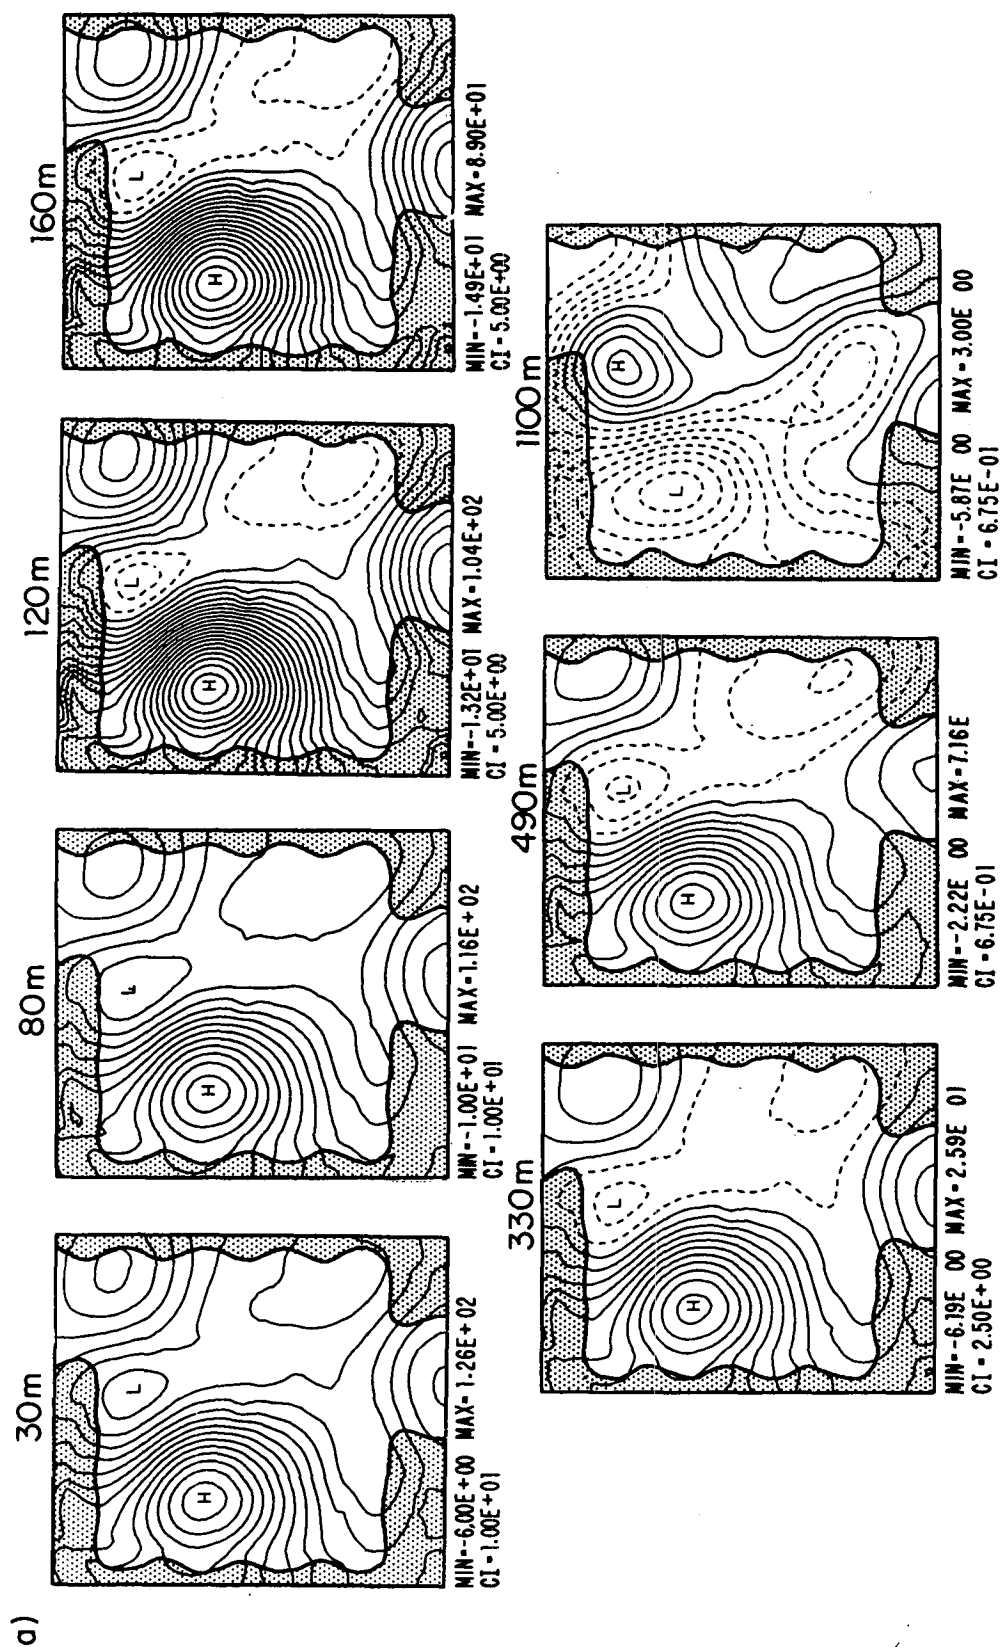 a)
30m
80m
120m
160m
H
L
H
L
H
L
H
L
MIN=-6.00E+00 MAX= 1.26E+02
CI = 1.00E+01
MIN=-1.00E+01 MAX=1.16E+02
CI = 1.00E+01
MIN=-1.32E+01 MAX=1.04E+02
CI = 5.00E+00
MIN=-1.49E+01 MAX=8.90E+01
CI = 5.00E+00
330m
490m
1100m
H
L
H
L
L
H
MIN=-6.19E 00 MAX= 2.59E 01
CI = 2.50E+00
MIN=-2.22E 00 MAX=7.16E
CI = 6.75E-01
MIN=-5.87E 00 MAX=3.00E 00
CI = 6.75E-01